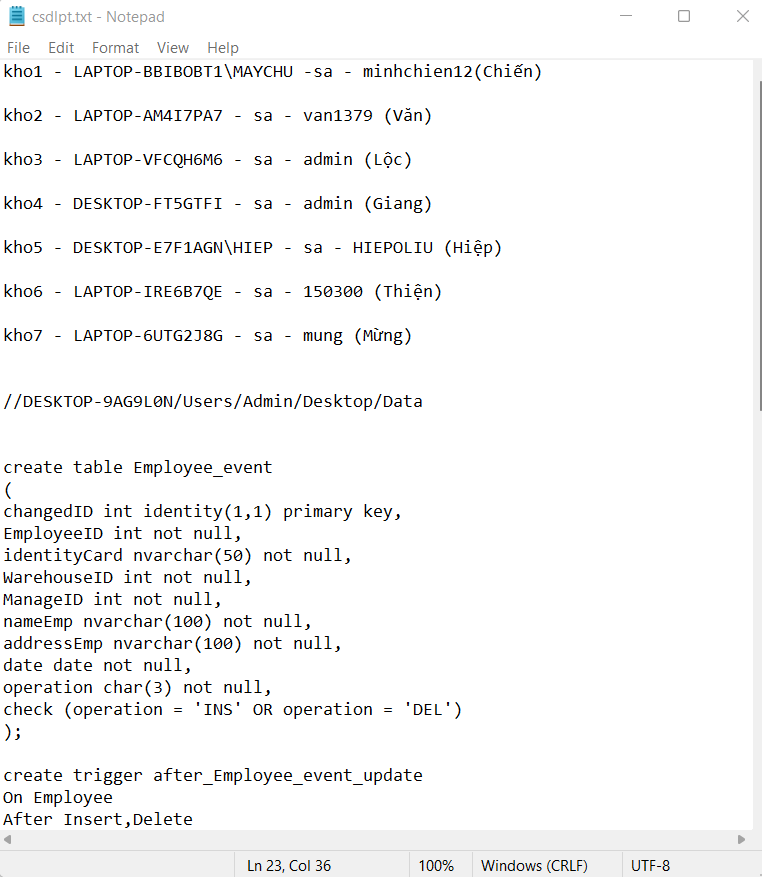 csdlpt.txt - Notepad
File Edit Format View Help
kho1 - LAPTOP-BBIBOBT1\MAYCHU -sa - minhchien12(Chiến)
kho2 - LAPTOP-AM4I7PA7 - sa - van1379 (Văn)
kho3 - LAPTOP-VFCQH6M6 - sa - admin (Lộc)
kho4 - DESKTOP-FT5GTFI - sa - admin (Giang)
kho5 - DESKTOP-E7F1AGN\HIEP - sa - HIEPOLIU (Hiệp)
kho6 - LAPTOP-IRE6B7QE - sa - 150300 (Thiện)
kho7 - LAPTOP-6UTG2J8G - sa - mung (Mừng)
//DESKTOP-9AG9L0N/Users/Admin/Desktop/Data
create table Employee_event
(
changedID int identity(1,1) primary key,
EmployeeID int not null,
identityCard nvarchar(50) not null,
WarehouseID int not null,
ManageID int not null,
nameEmp nvarchar(100) not null,
addressEmp nvarchar(100) not null,
date date not null,
operation char(3) not null,
check (operation = 'INS' OR operation = 'DEL')
);
create trigger after_Employee_event_update
On Employee
After Insert,Delete
Ln 23, Col 36 100% Windows (CRLF) UTF-8